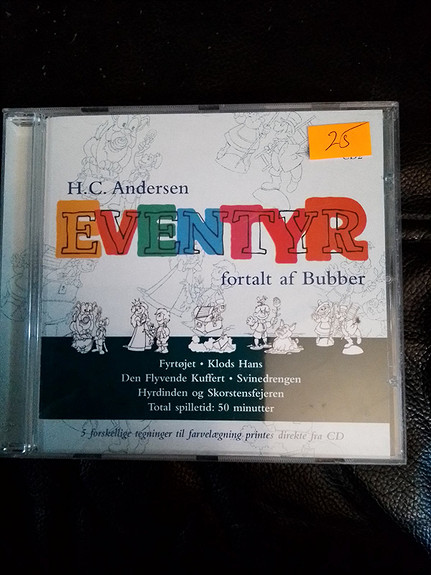 25
CD2
H.C. Andersen
EVENTYR
fortalt af Bubber
Fyrtøjet • Klods Hans
Den Flyvende Kuffert • Svinedrengen
Hyrdinden og Skorstensfejeren
Total spilletid: 50 minutter
5 forskellige tegninger til farvelægning printes direkte fra CD